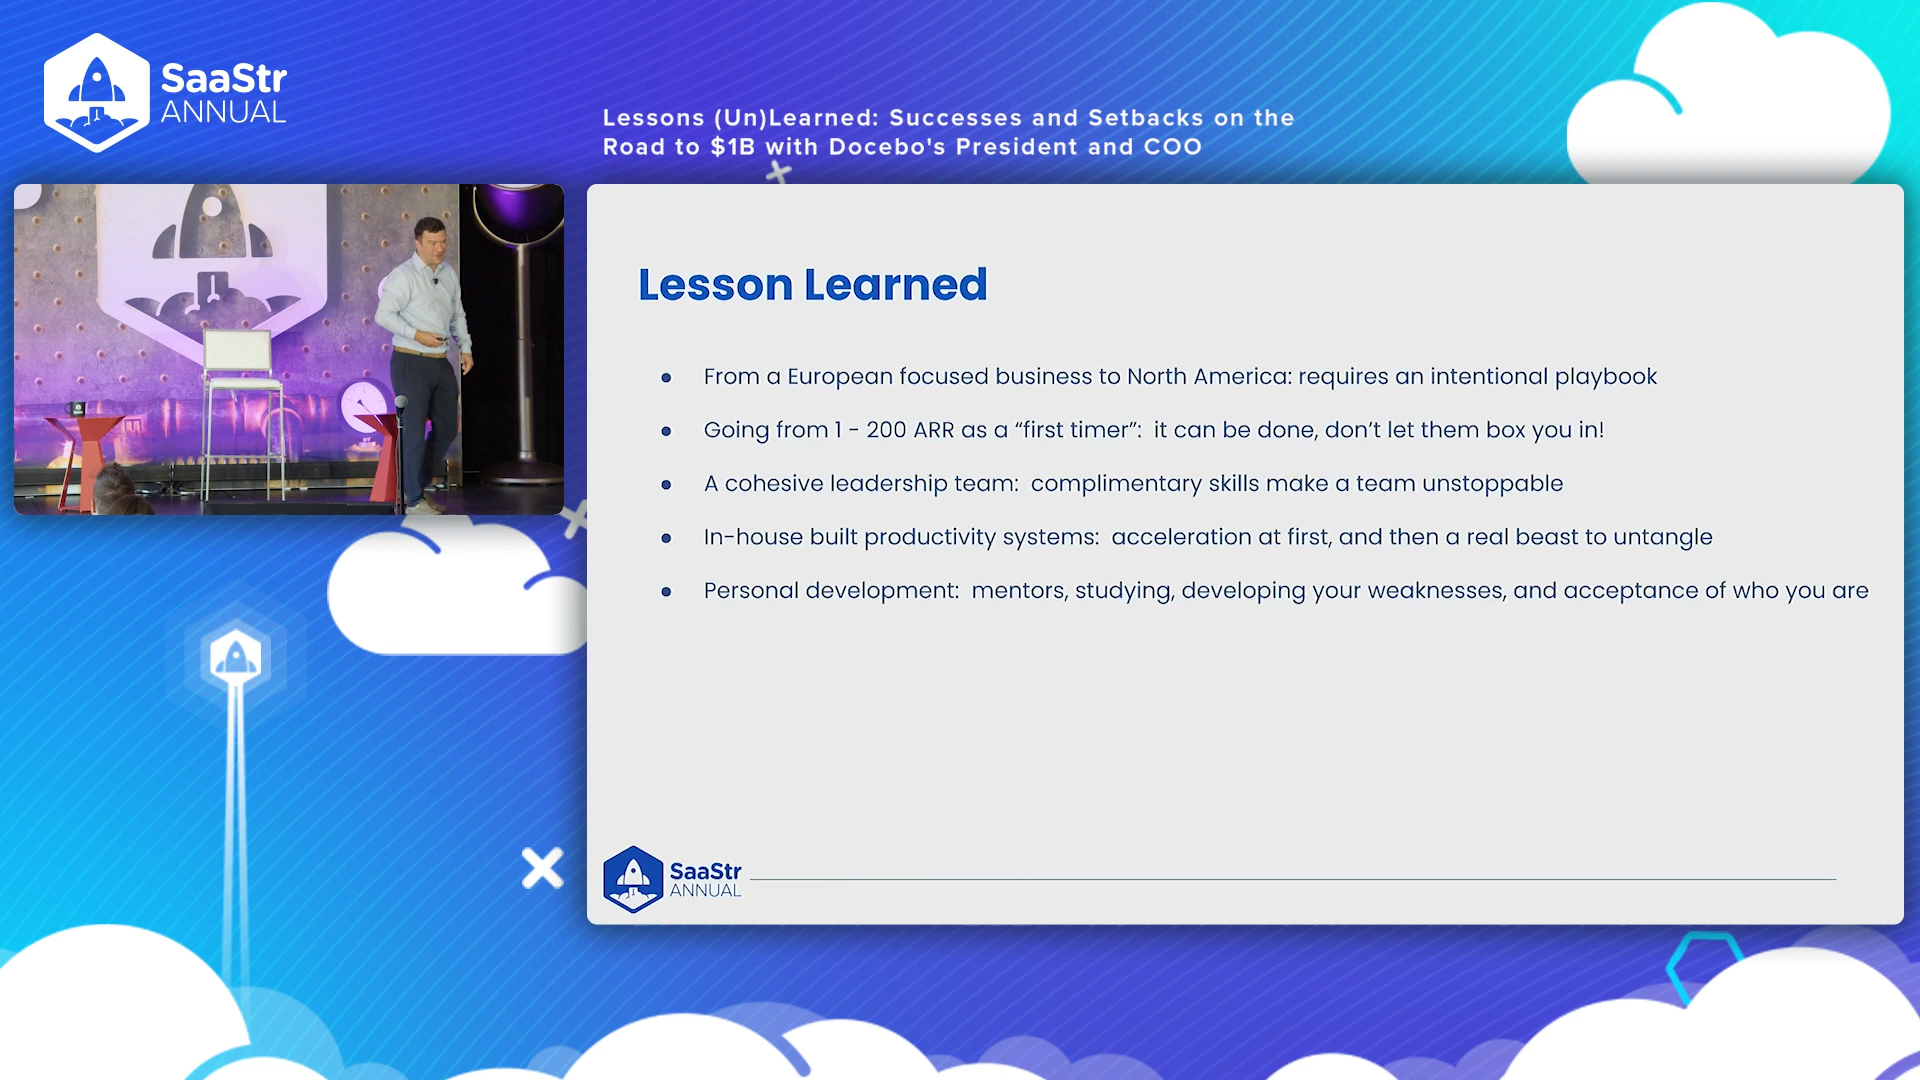 SaaStr
ANNUAL
Lessons (Un)Learned: Successes and Setbacks on the
Road to $1B with Docebo's President and COO
Lesson Learned
From a European focused business to North America: requires an intentional playbook
Going from 1 - 200 ARR as a “first timer”: it can be done, don’t let them box you in!
A cohesive leadership team: complimentary skills make a team unstoppable
In-house built productivity systems: acceleration at first, and then a real beast to untangle
Personal development: mentors, studying, developing your weaknesses, and acceptance of who you are
SaaStr
ANNUAL